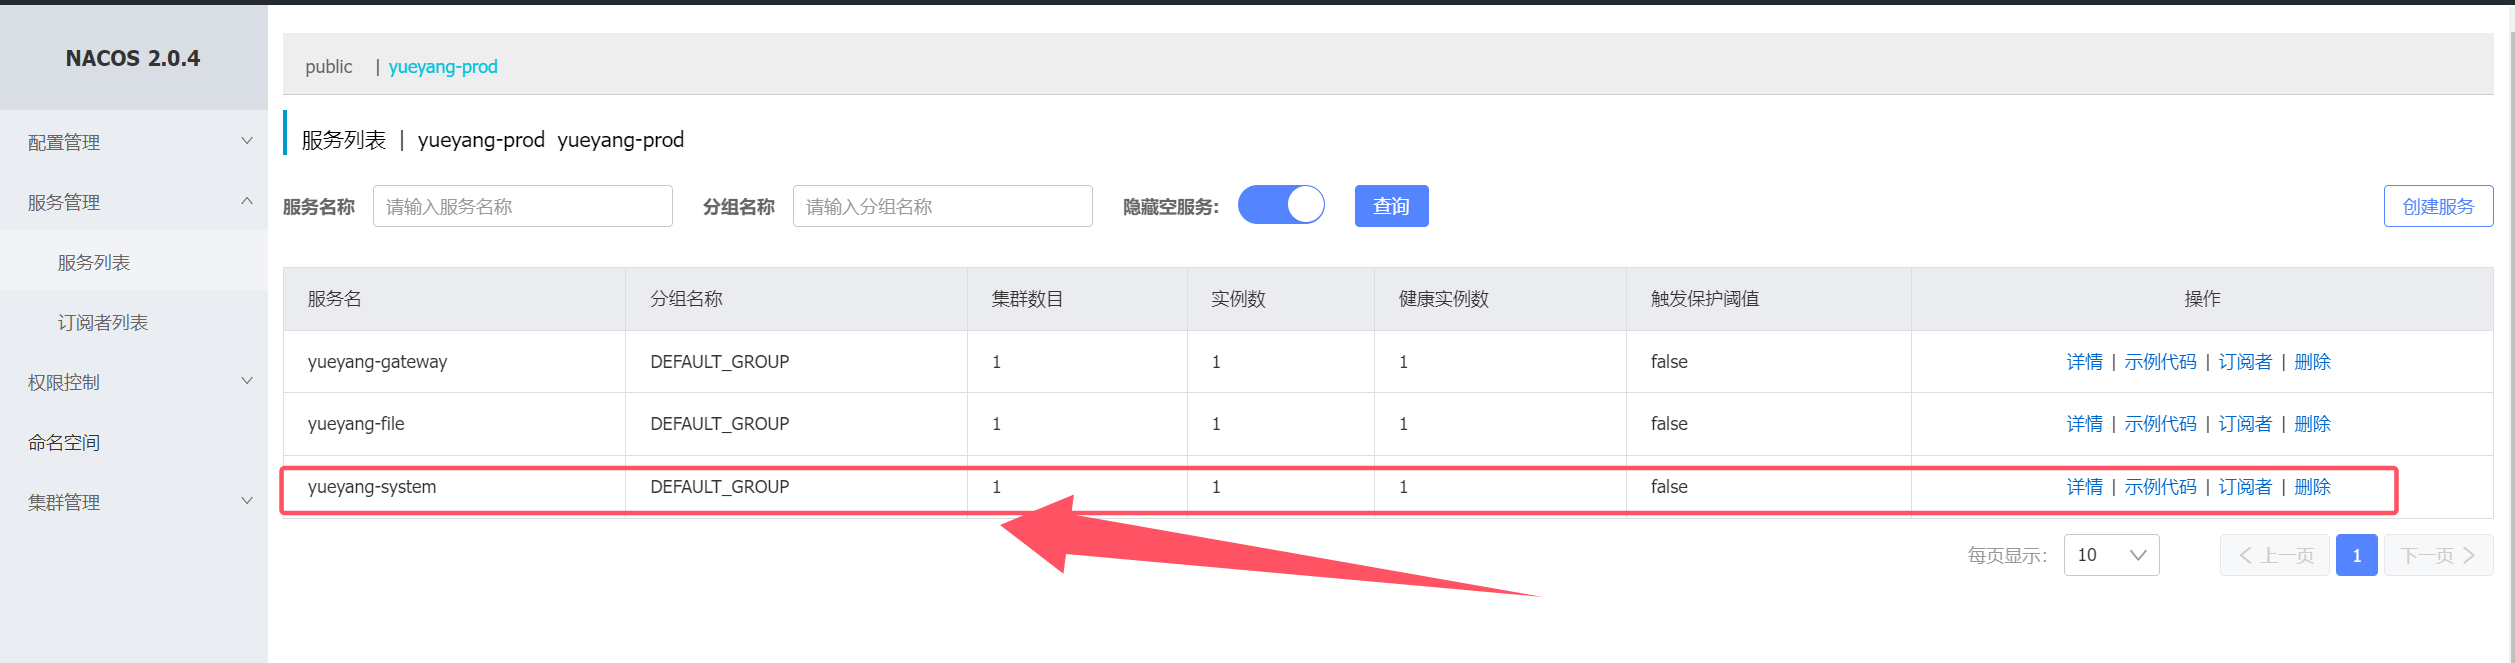 NACOS 2.0.4
配置管理
服务管理
服务列表
订阅者列表
权限控制
命名空间
集群管理
public | yueyang-prod
服务列表 | yueyang-prod yueyang-prod
服务名称 请输入服务名称 分组名称 请输入分组名称 隐藏空服务: 查询 创建服务
服务名 分组名称 集群数目 实例数 健康实例数 触发保护阈值 操作
yueyang-gateway DEFAULT_GROUP 1 1 1 false 详情 | 示例代码 | 订阅者 | 删除
yueyang-file DEFAULT_GROUP 1 1 1 false 详情 | 示例代码 | 订阅者 | 删除
yueyang-system DEFAULT_GROUP 1 1 1 false 详情 | 示例代码 | 订阅者 | 删除
每页显示: 10 上一页 1 下一页